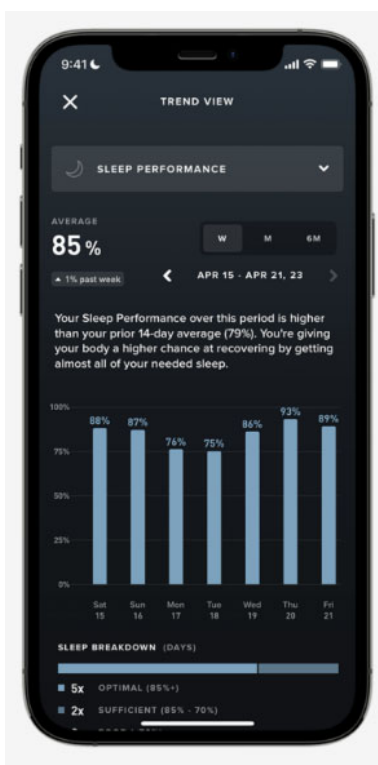 9:41
TREND VIEW
SLEEP PERFORMANCE
AVERAGE
85 %
W M 6M
1% past week
APR 15 - APR 21, 23
Your Sleep Performance over this period is higher
than your prior 14-day average (79%). You're giving
your body a higher chance at recovering by getting
almost all of your needed sleep.
100%
88% 87% 76% 75% 86% 93% 89%
75%
50%
25%
0%
Sat Sun Mon Tue Wed Thu Fri
15 16 17 18 19 20 21
SLEEP BREAKDOWN (DAYS)
5x OPTIMAL (85%+)
2x SUFFICIENT (85% - 70%)